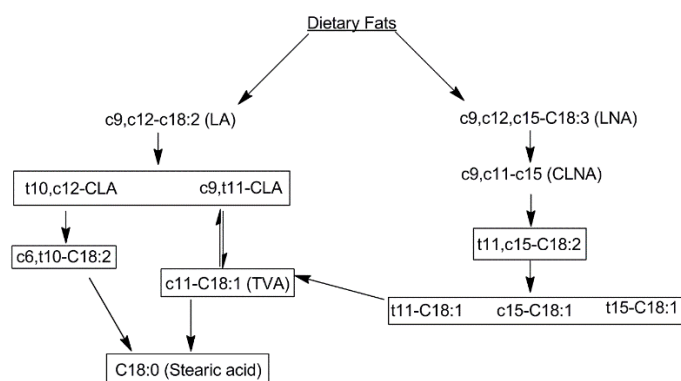 Dietary Fats
c9,c12-c18:2 (LA)
c9,c12,c15-C18:3 (LNA)
t10,c12-CLA
c9,t11-CLA
c9,c11-c15 (CLNA)
c6,t10-C18:2
t11,c15-C18:2
c11-C18:1 (TVA)
t11-C18:1
c15-C18:1
t15-C18:1
C18:0 (Stearic acid)